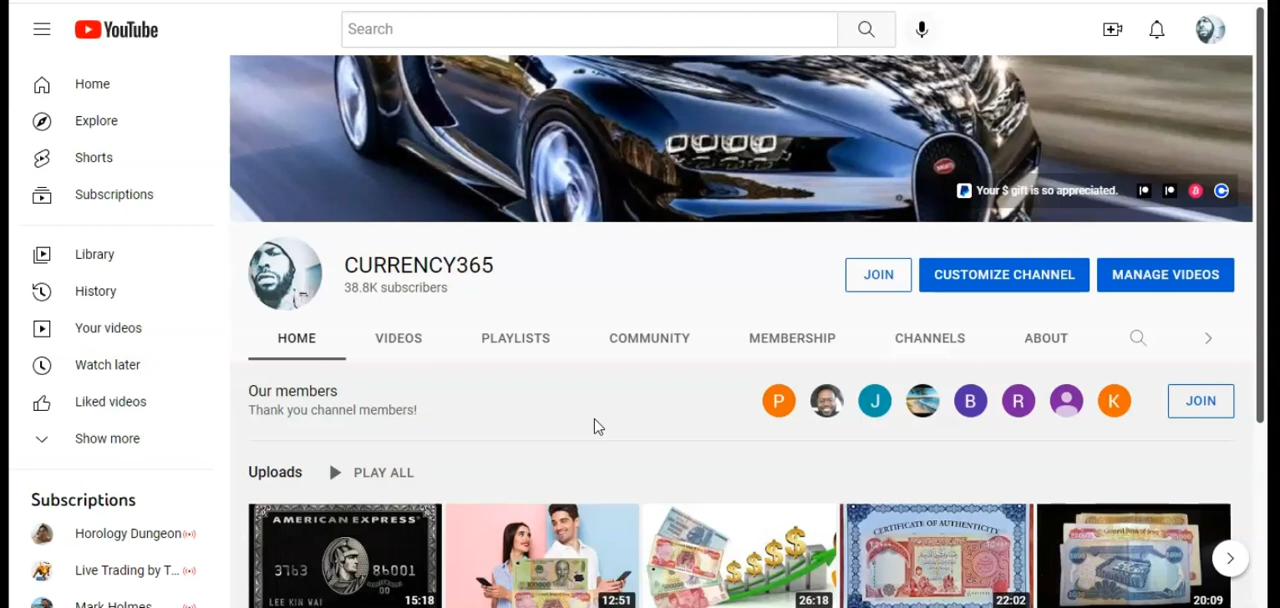 YouTube
Search
Home
Explore
Shorts
Subscriptions
Library
History
Your videos
Watch later
Liked videos
Show more
Subscriptions
Horology Dungeon
Live Trading by T...
Mark Holmes
Your $ gift is so appreciated.
CURRENCY365
38.8K subscribers
JOIN
CUSTOMIZE CHANNEL
MANAGE VIDEOS
HOME
VIDEOS
PLAYLISTS
COMMUNITY
MEMBERSHIP
CHANNELS
ABOUT
Our members
Thank you channel members!
P
J
B
R
K
JOIN
Uploads
PLAY ALL
AMERICAN EXPRESS
3763 86001
LEE KIN WAI
15:18
12:51
26:18
CERTIFICATE OF AUTHENTICITY
22:02
20:09